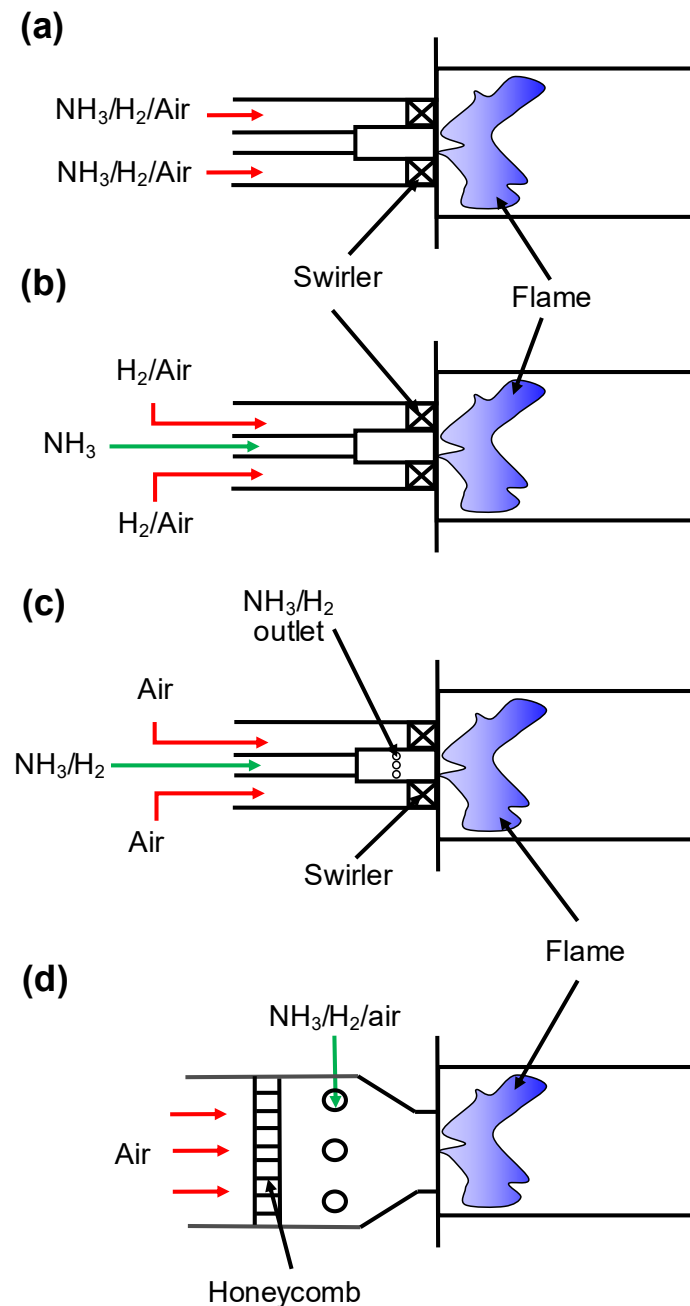 (a)
NH₃/H₂/Air
NH₃/H₂/Air
Swirler
Flame
(b)
H₂/Air
NH₃
H₂/Air
(c)
NH₃/H₂
outlet
Air
NH₃/H₂
Air
Swirler
Flame
(d)
NH₃/H₂/air
Air
Honeycomb